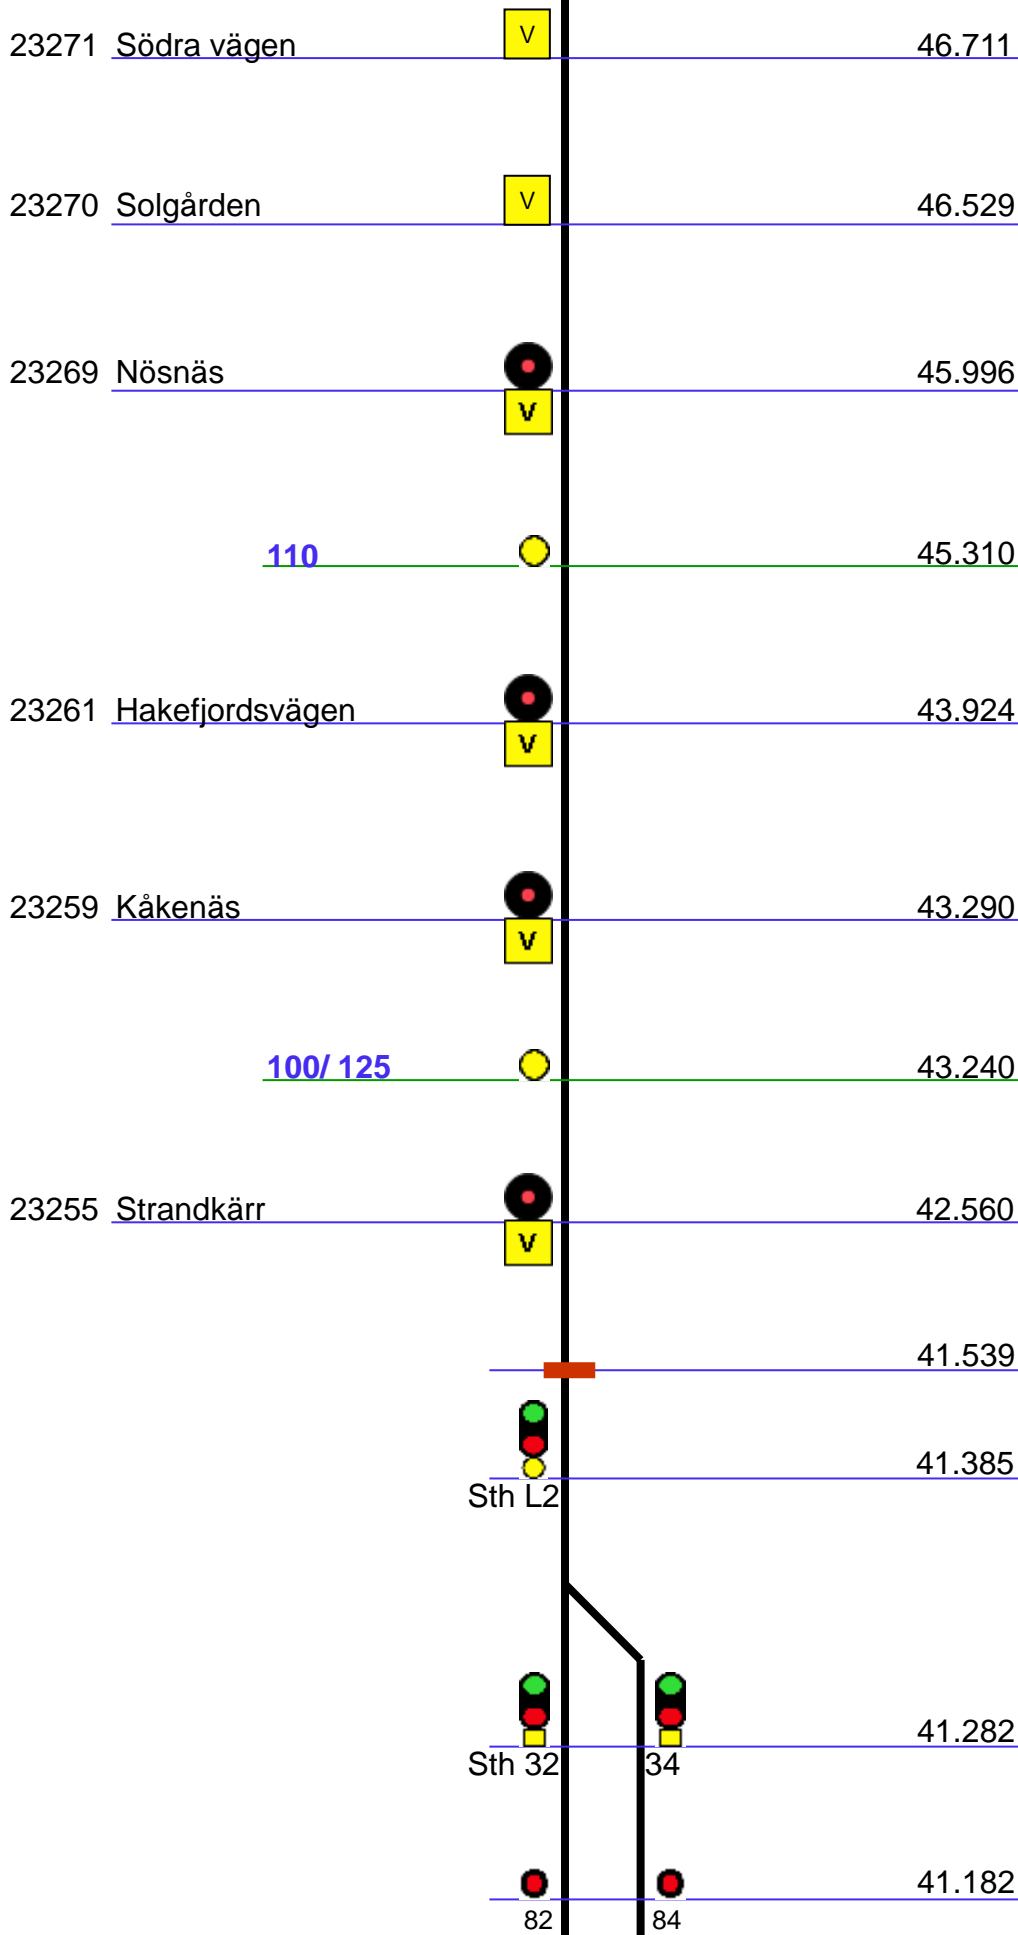 23271 Södra vägen V 46.711
23270 Solgården V 46.529
23269 Nösnäs 45.996
V
110 45.310
23261 Hakefjordsvägen 43.924
V
23259 Kåkenäs 43.290
V
100/ 125 43.240
23255 Strandkärr 42.560
V
41.539
41.385
Sth L2
41.282
Sth 32 34
41.182
82 84